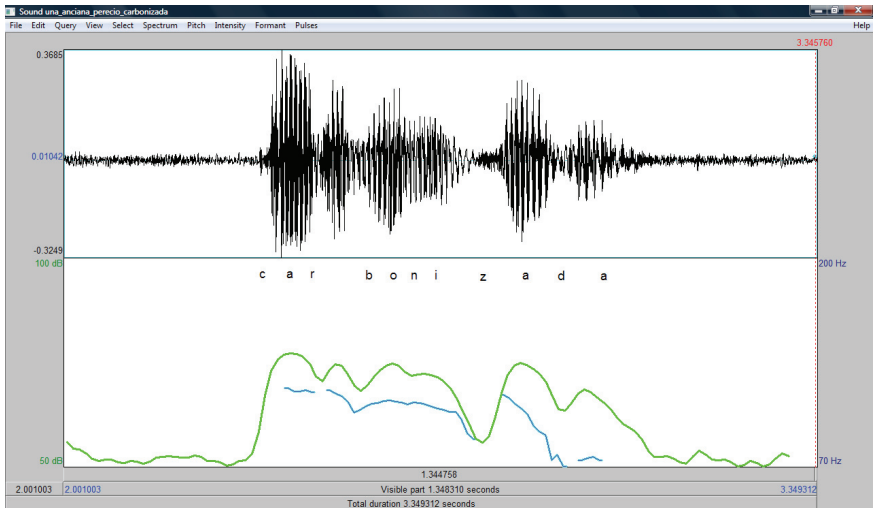 Sound una_anciana_perecio_carbonizada
File Edit Query View Select Spectrum Pitch Intensity Formant Pulses Help
3.345760
0.3685
0.01042
-0.3249
100 dB 200 Hz
c a r b o n i z a d a
50 dB 70 Hz
1.344758
2.001003 2.001003 Visible part 1.348310 seconds 3.349312
Total duration 3.349312 seconds